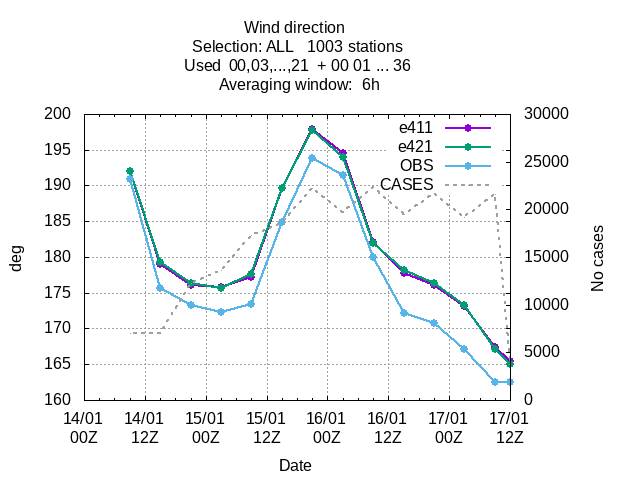 Wind direction
Selection: ALL   1003 stations
Used  00,03,...,21  + 00 01 ... 36
Averaging window:  6h
200
195
190
185
180
175
170
165
160
deg
30000
25000
20000
15000
10000
5000
0
No cases
e411
e421
OBS
CASES
14/01 14/01 15/01 15/01 16/01 16/01 17/01 17/01
00Z 12Z 00Z 12Z 00Z 12Z 00Z 12Z
Date